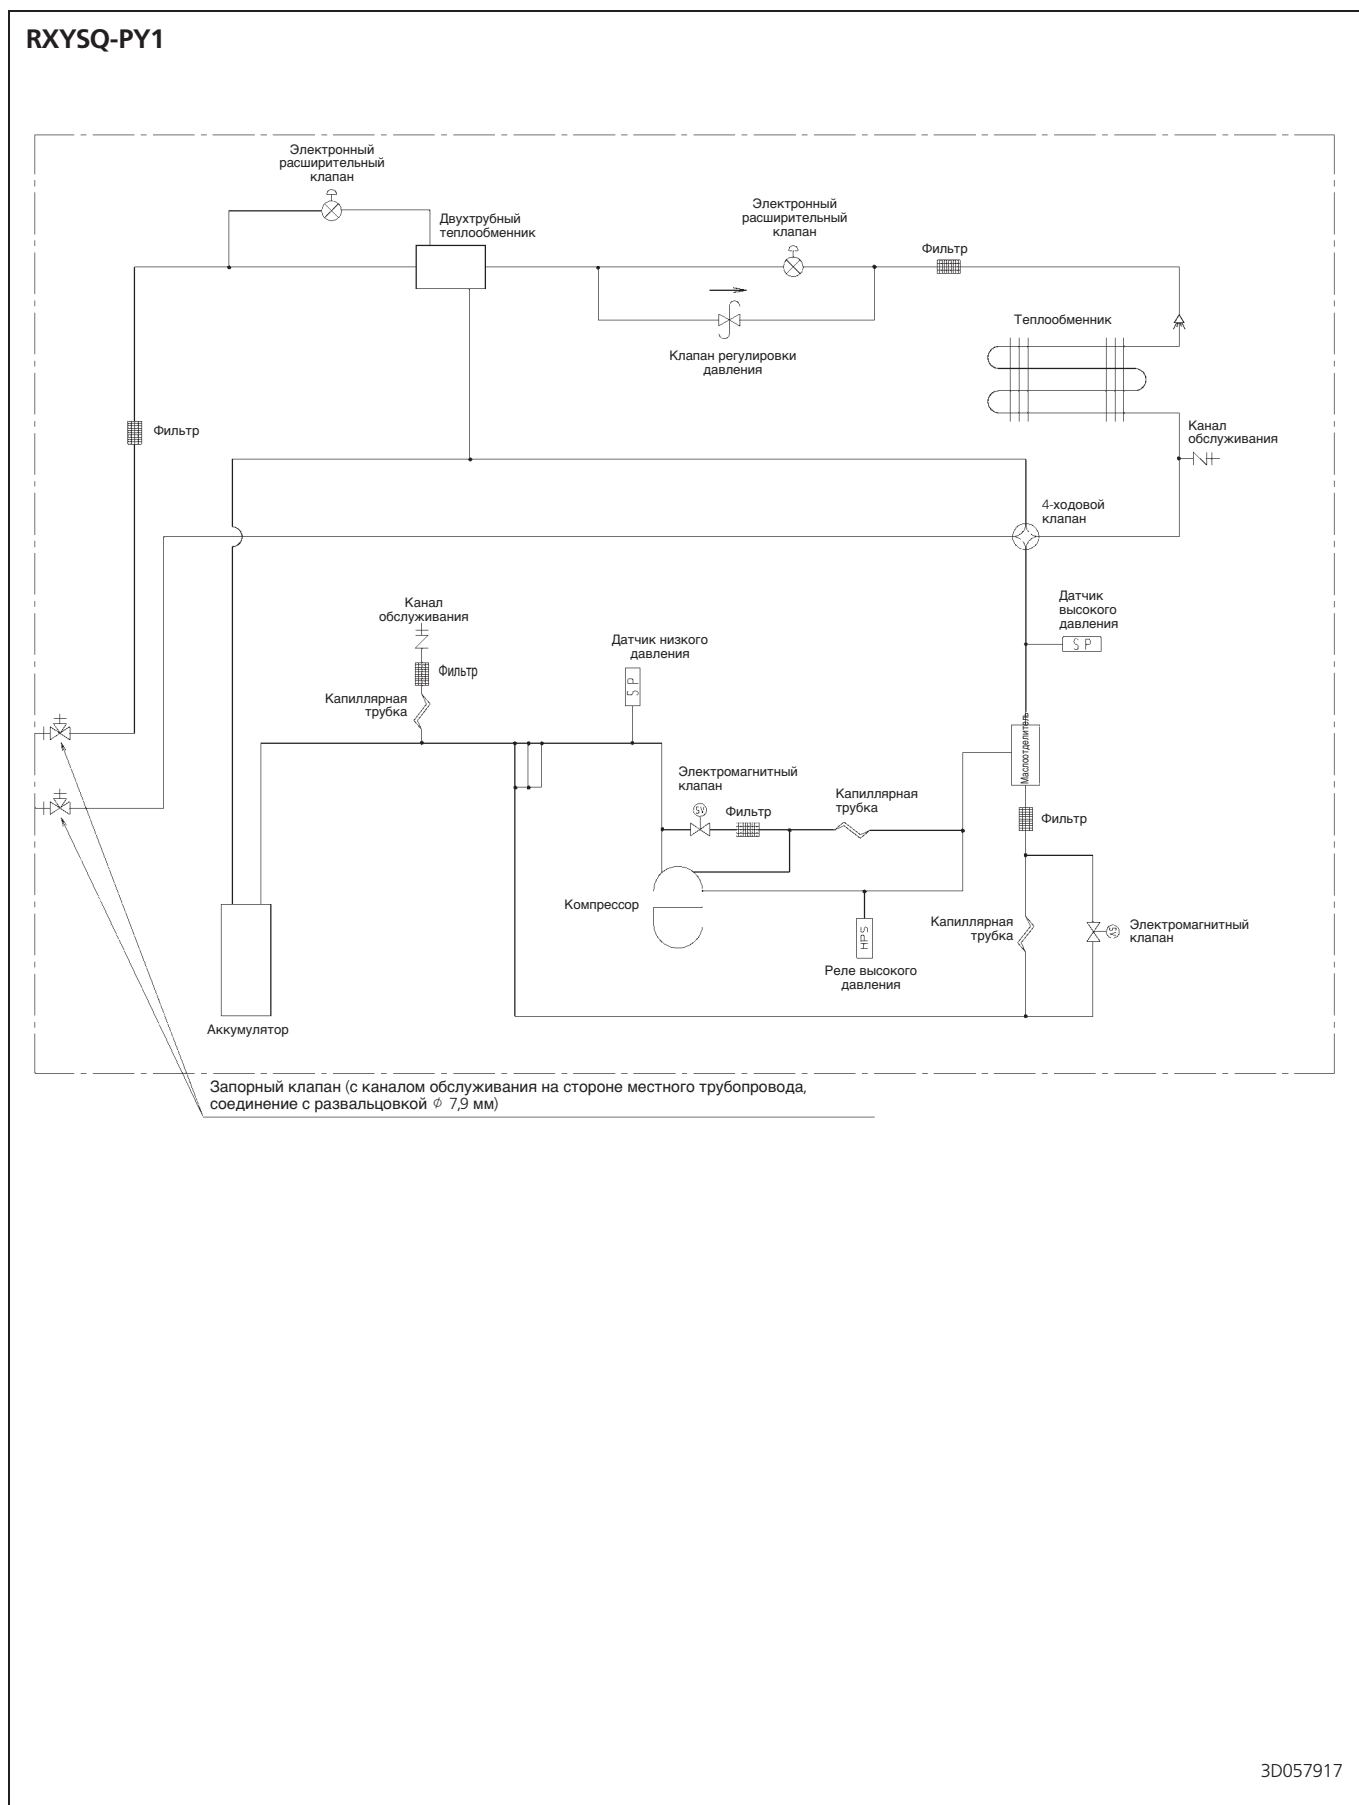 RXYSQ-PY1
Электронный
расширительный
клапан
Двухтрубный
теплообменник
Электронный
расширительный
клапан
Фильтр
Теплообменник
Клапан регулировки
давления
Фильтр
Канал
обслуживания
4-ходовой
клапан
Канал
обслуживания
Датчик
высокого
давления
S P
Датчик низкого
давления
S P
Фильтр
Капиллярная
трубка
Маслоотделитель
Электромагнитный
клапан
SV
Фильтр
Капиллярная
трубка
Фильтр
Компрессор
HPS
Реле высокого
давления
Капиллярная
трубка
SV
Электромагнитный
клапан
Аккумулятор
Запорный клапан (с каналом обслуживания на стороне местного трубопровода,
соединение с развальцовкой ϕ 7,9 мм)
3D057917